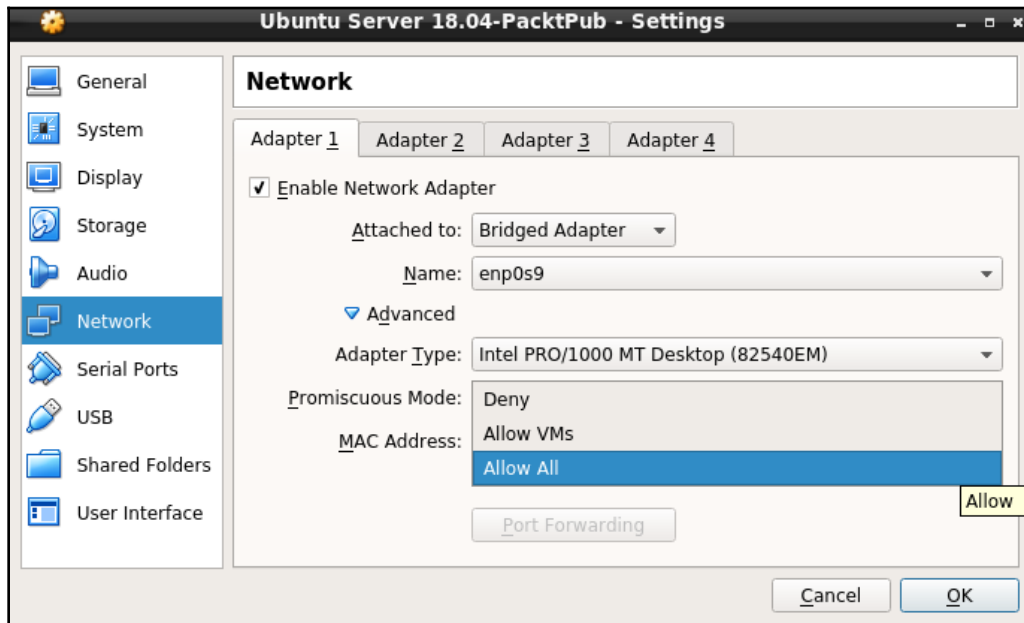 Ubuntu Server 18.04-PacktPub - Settings
General
System
Display
Storage
Audio
Network
Serial Ports
USB
Shared Folders
User Interface
Network
Adapter 1 Adapter 2 Adapter 3 Adapter 4
Enable Network Adapter
Attached to: Bridged Adapter
Name: enp0s9
Advanced
Adapter Type: Intel PRO/1000 MT Desktop (82540EM)
Promiscuous Mode: Deny
Allow VMs
MAC Address:
Allow All
Allow
Port Forwarding
Cancel OK